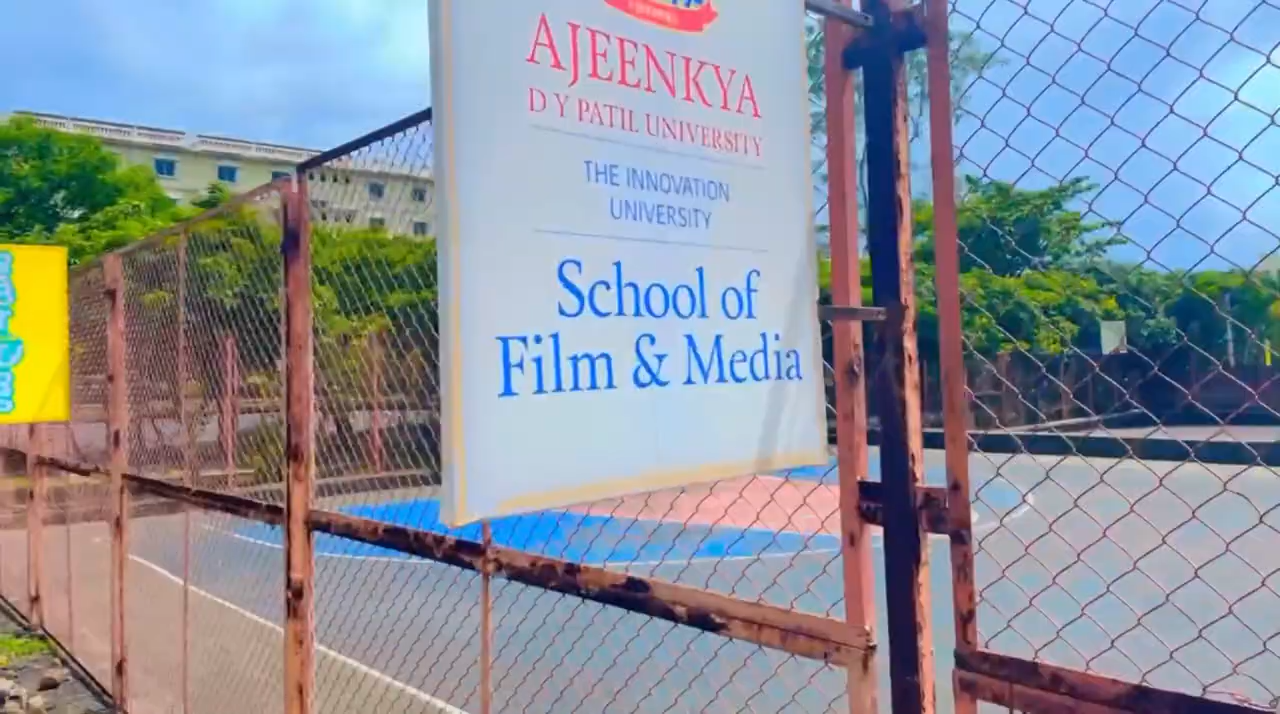 AJEENKYA
D Y PATIL UNIVERSITY
THE INNOVATION
UNIVERSITY
School of
Film & Media